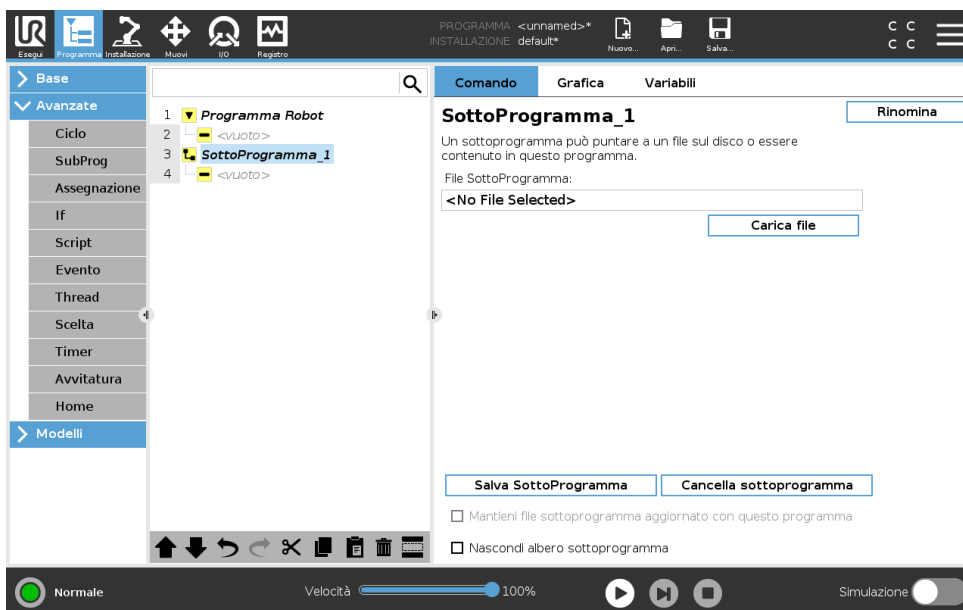 UR
Esegui
Programma
Installazione
Muovi
I/O
Registro
PROGRAMMA <unnamed>*
INSTALLAZIONE default*
Nuovo...
Apri...
Salva...
C C
C C
Base
Avanzate
Ciclo
SubProg
Assegnazione
If
Script
Evento
Thread
Scelta
Timer
Avvitatura
Home
Modelli
1 Programma Robot
2 <vuoto>
3 SottoProgramma_1
4 <vuoto>
Comando Grafica Variabili
SottoProgramma_1
Rinomina
Un sottoprogramma può puntare a un file sul disco o essere
contenuto in questo programma.
File SottoProgramma:
<No File Selected>
Carica file
Salva SottoProgramma
Cancella sottoprogramma
Mantieni file sottoprogramma aggiornato con questo programma
Nascondi albero sottoprogramma
Normale
Velocità 100%
Simulazione